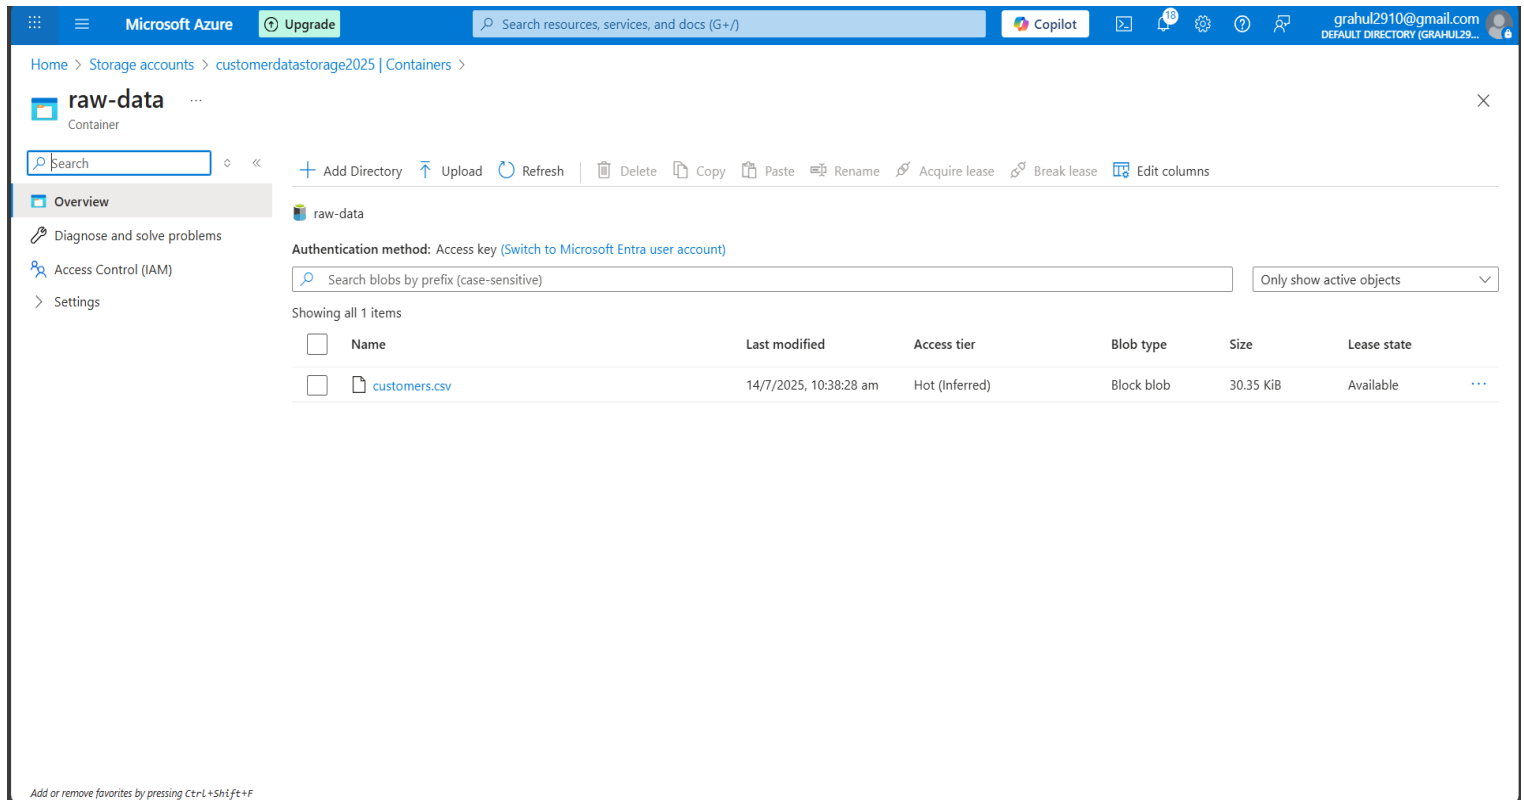 Microsoft Azure
Upgrade
Search resources, services, and docs (G+/)
Copilot
18
grahul2910@gmail.com
DEFAULT DIRECTORY (GRAHUL29...
Home > Storage accounts > customerdatastorage2025 | Containers >
raw-data ...
Container
Search
Add Directory Upload Refresh Delete Copy Paste Rename Acquire lease Break lease Edit columns
Overview
Diagnose and solve problems
Access Control (IAM)
Settings
raw-data
Authentication method: Access key (Switch to Microsoft Entra user account)
Search blobs by prefix (case-sensitive)
Only show active objects
Showing all 1 items
Name Last modified Access tier Blob type Size Lease state
customers.csv 14/7/2025, 10:38:28 am Hot (Inferred) Block blob 30.35 KiB Available ...
Add or remove favorites by pressing Ctrl+Shift+F